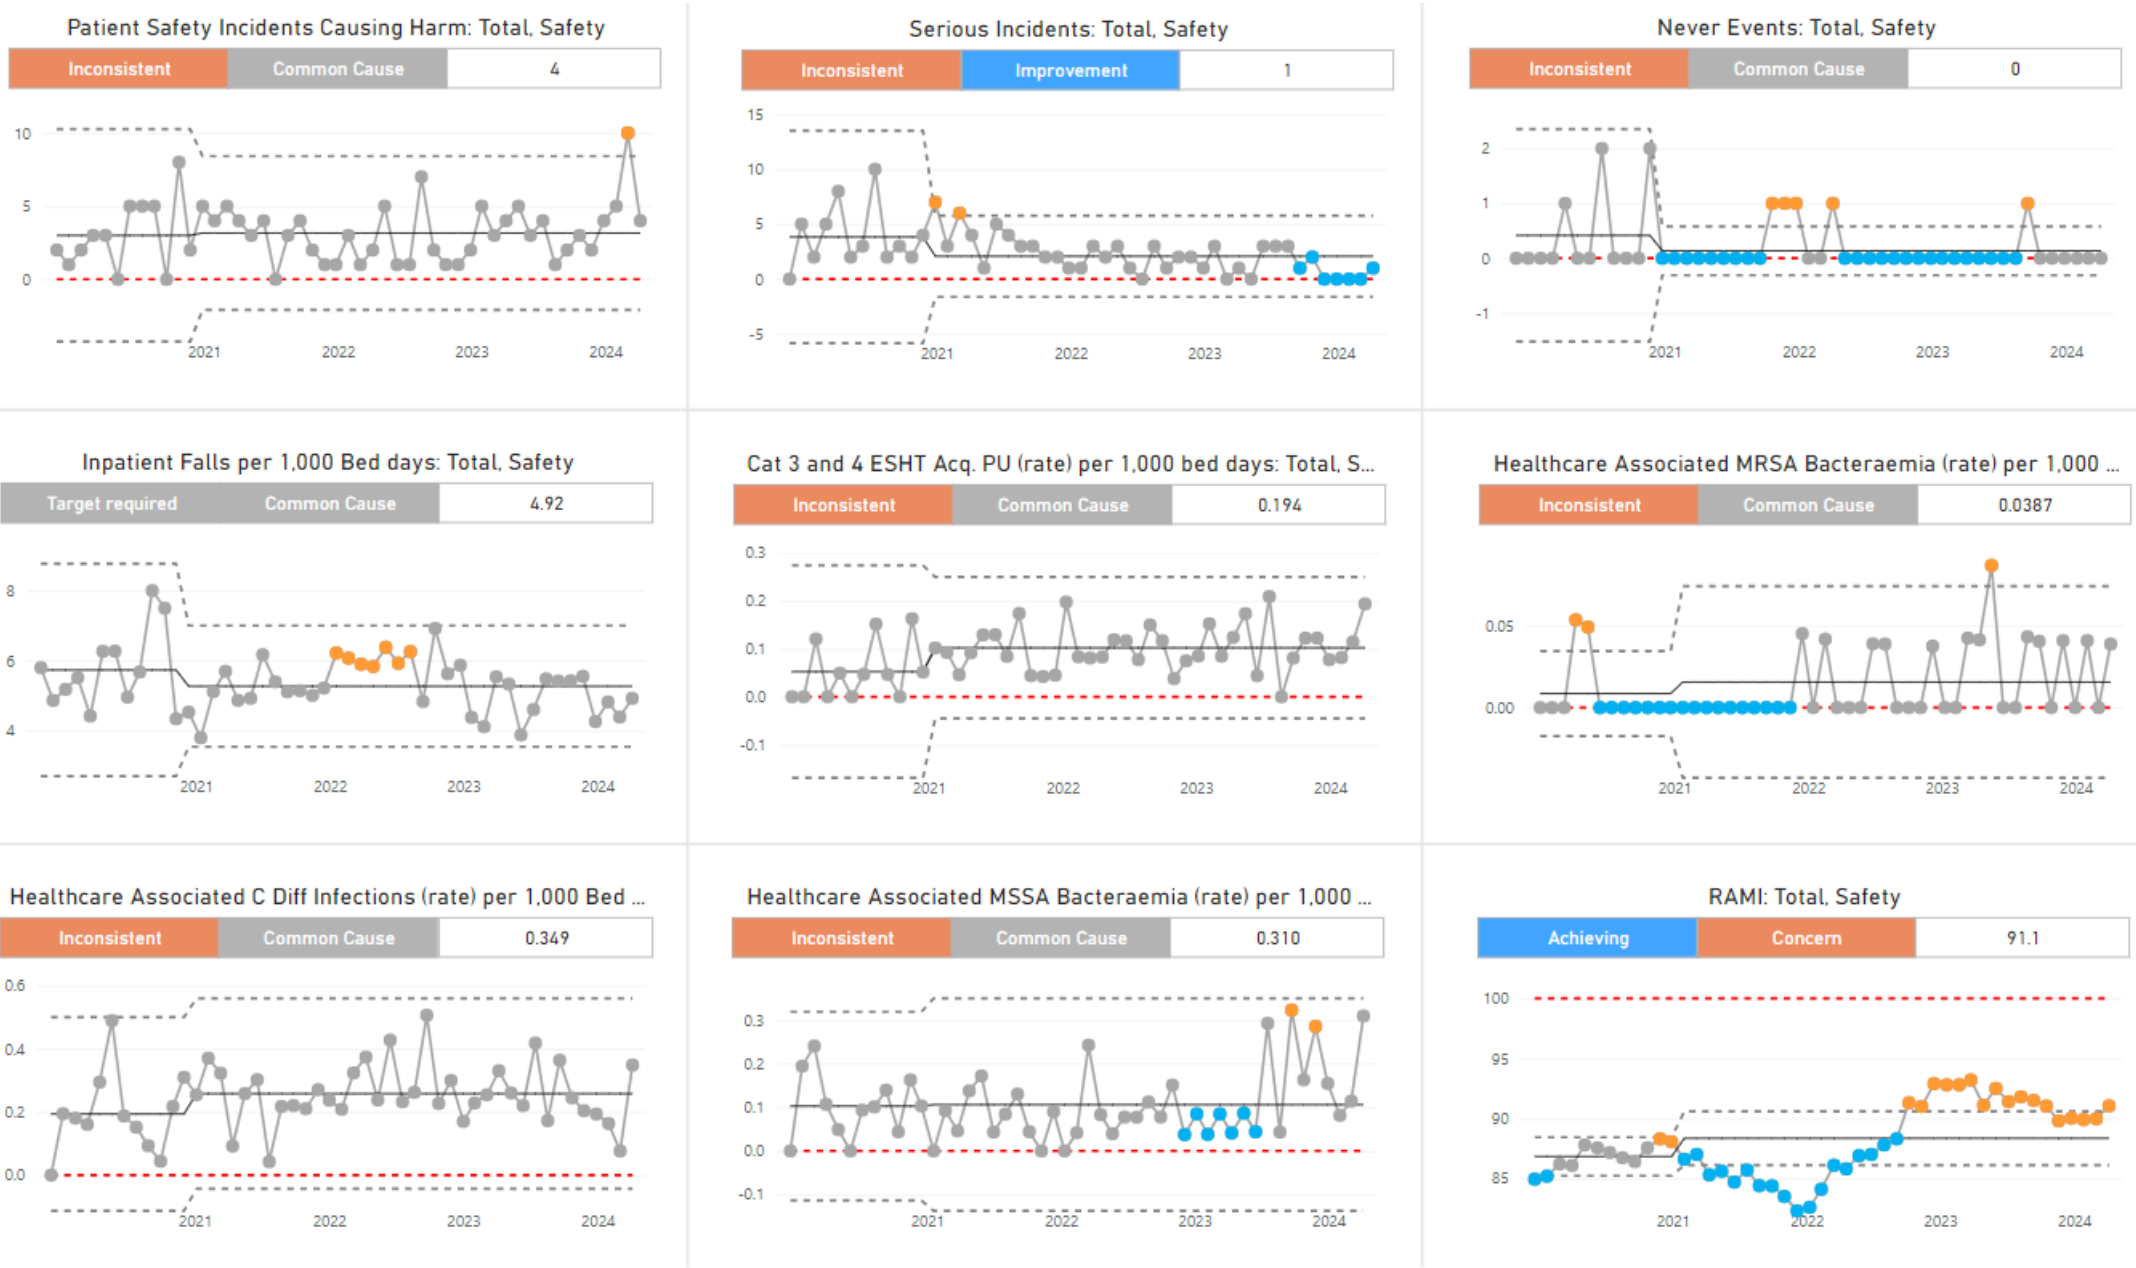 Patient Safety Incidents Causing Harm: Total, Safety
Inconsistent Common Cause 4
10
5
0
2021 2022 2023 2024
Serious Incidents: Total, Safety
Inconsistent Improvement 1
15
10
5
0
-5
2021 2022 2023 2024
Never Events: Total, Safety
Inconsistent Common Cause 0
2
1
0
-1
2021 2022 2023 2024
Inpatient Falls per 1,000 Bed days: Total, Safety
Target required Common Cause 4.92
8
6
4
2021 2022 2023 2024
Cat 3 and 4 ESHT Acq. PU (rate) per 1,000 bed days: Total, S...
Inconsistent Common Cause 0.194
0.3
0.2
0.1
0.0
-0.1
2021 2022 2023 2024
Healthcare Associated MRSA Bacteraemia (rate) per 1,000 ...
Inconsistent Common Cause 0.0387
0.05
0.00
2021 2022 2023 2024
Healthcare Associated C Diff Infections (rate) per 1,000 Bed ...
Inconsistent Common Cause 0.349
0.6
0.4
0.2
0.0
2021 2022 2023 2024
Healthcare Associated MSSA Bacteraemia (rate) per 1,000 ...
Inconsistent Common Cause 0.310
0.3
0.2
0.1
0.0
-0.1
2021 2022 2023 2024
RAMI: Total, Safety
Achieving Concern 91.1
100
95
90
85
2021 2022 2023 2024